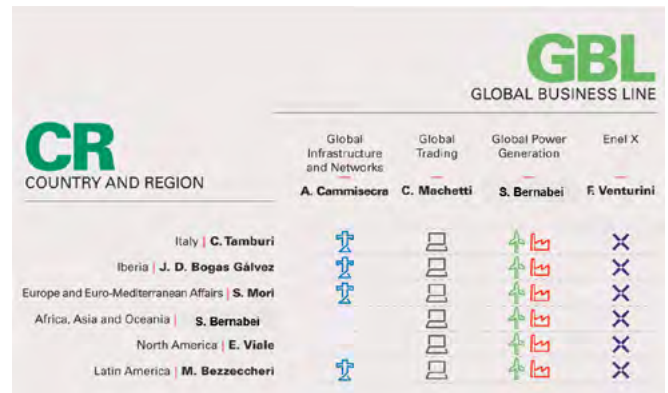 GBL
GLOBAL BUSINESS LINE
CR
COUNTRY AND REGION
Global
Infrastructure
and Networks
A. Cammisecra
Global
Trading
C. Machetti
Global Power
Generation
S. Bernabei
Enel X
F. Venturini
Italy | C. Tamburi
Iberia | J. D. Bogas Gálvez
Europe and Euro-Mediterranean Affairs | S. Mori
Africa, Asia and Oceania | S. Bernabei
North America | E. Viale
Latin America | M. Bezzeccheri